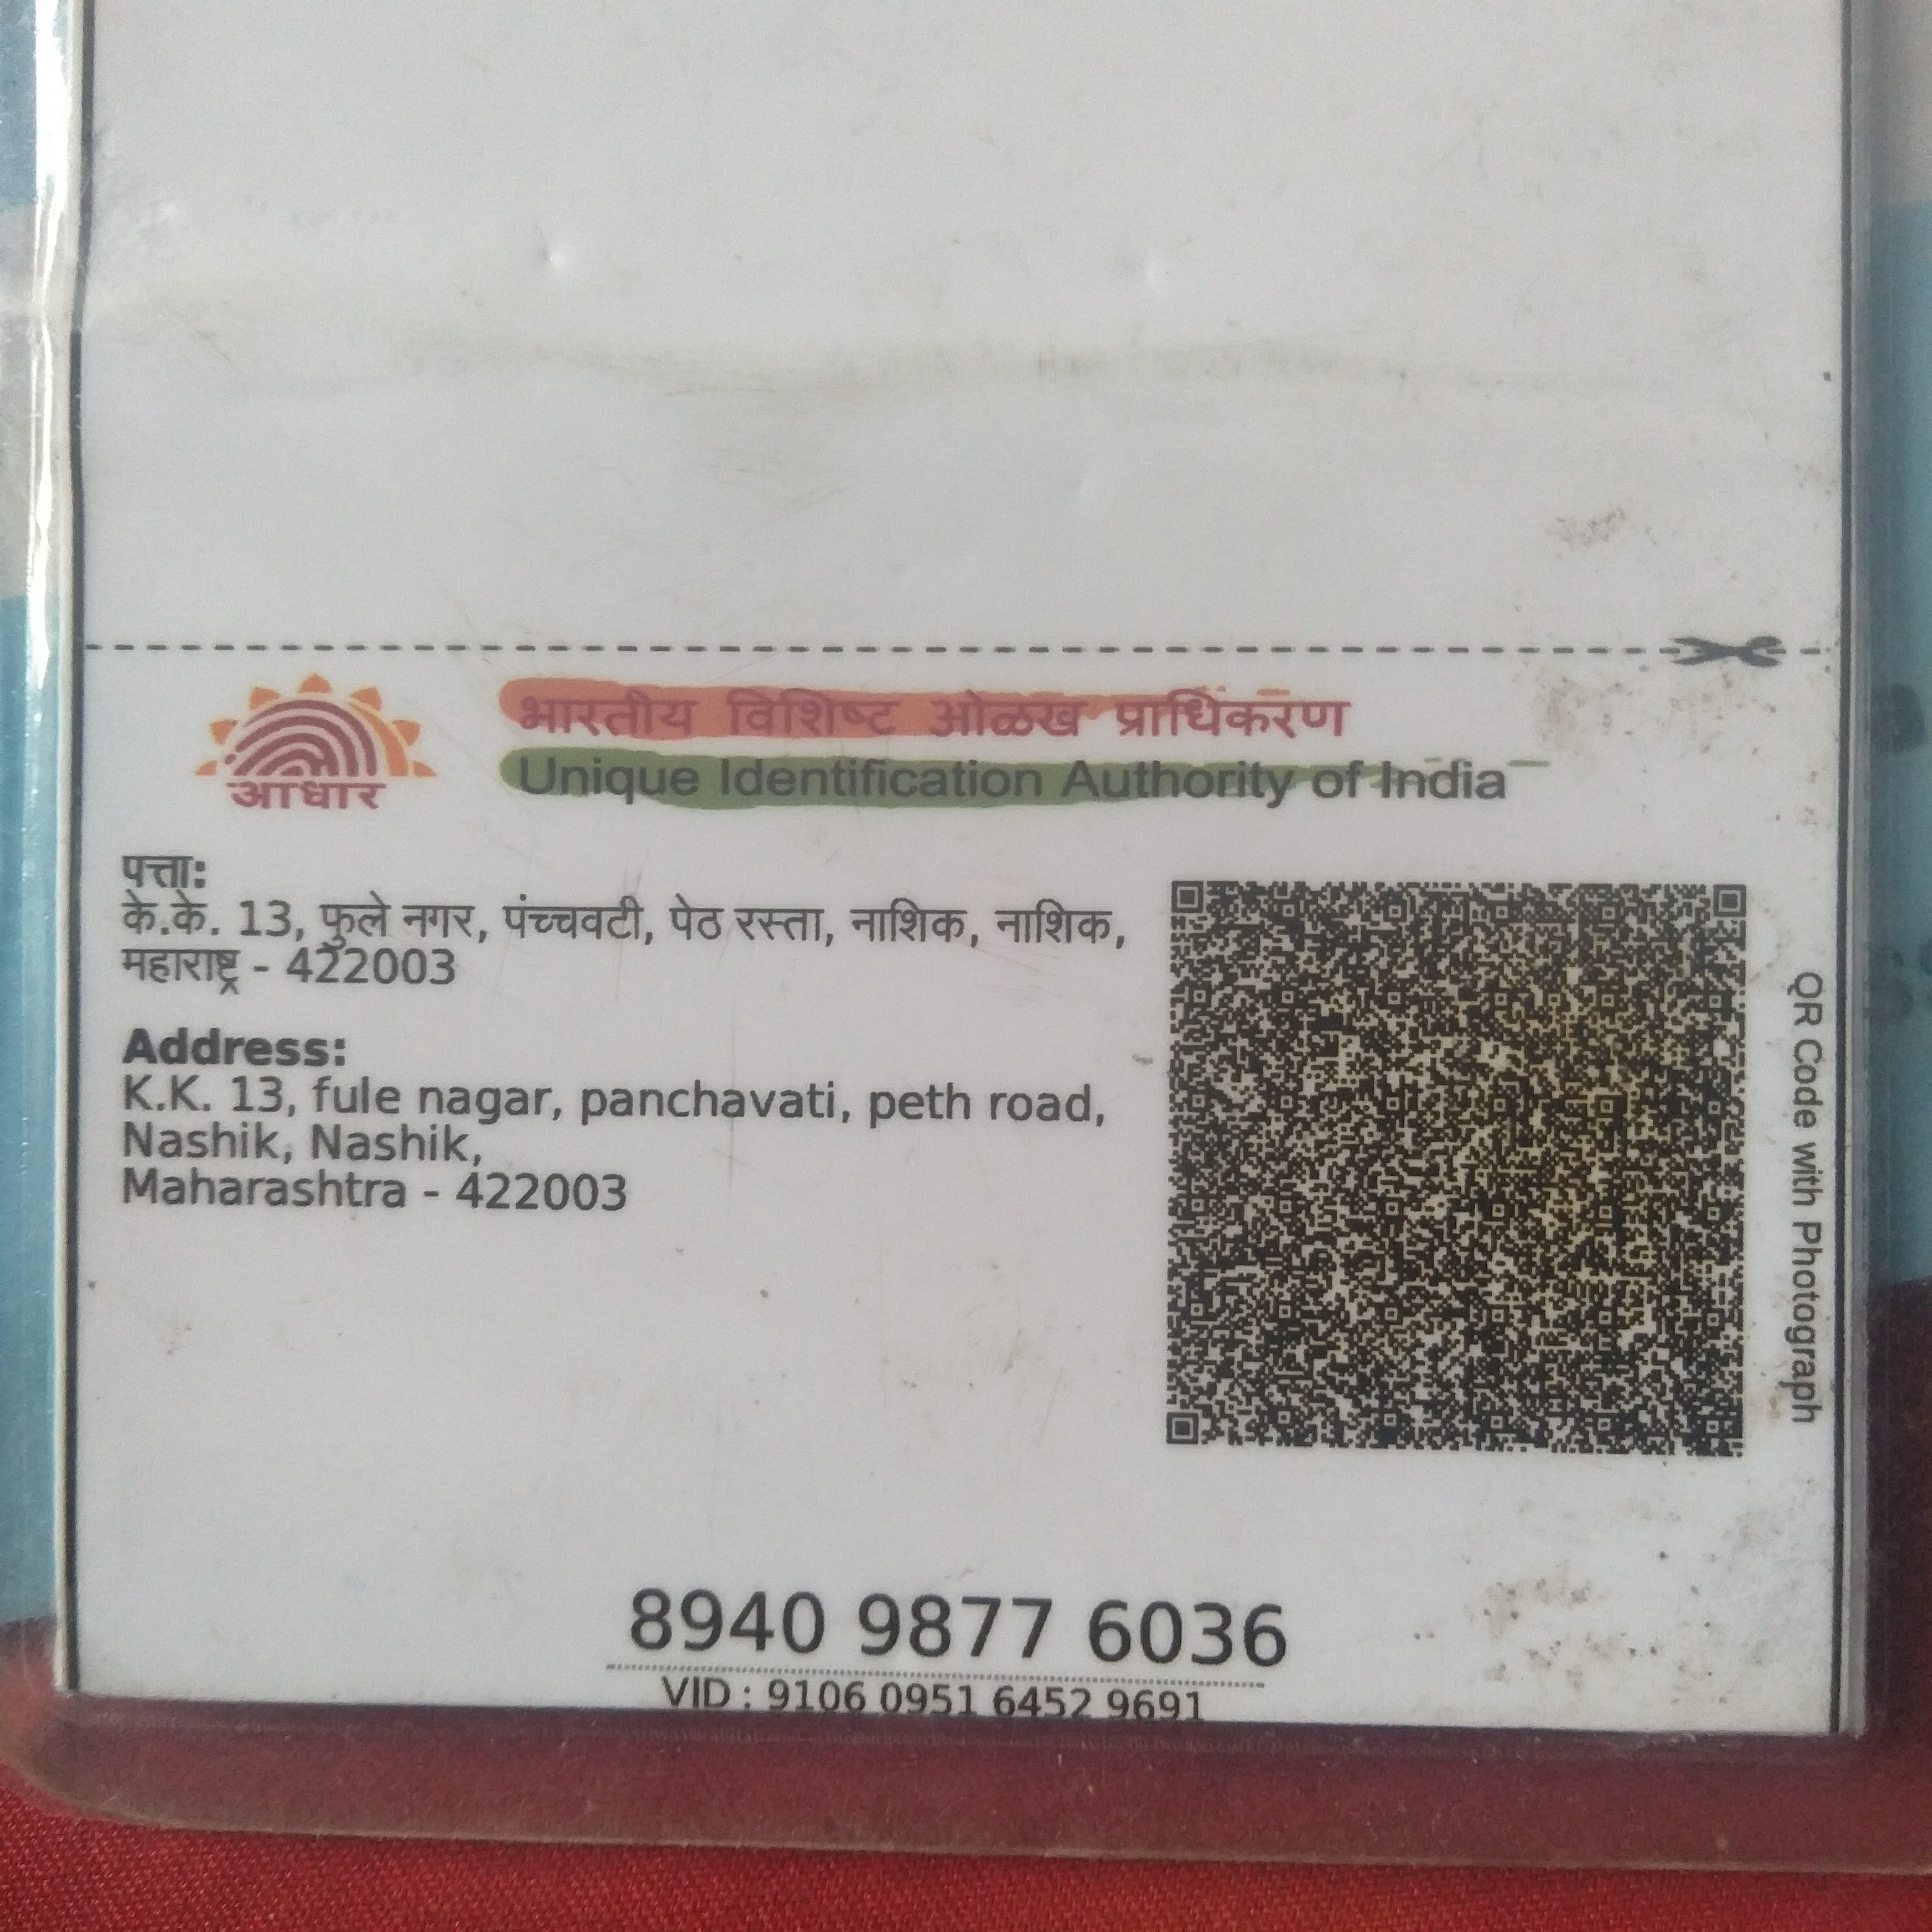 भारतीय विशिष्ट ओळख प्राधिकरण
Unique Identification Authority of India
आधार
पत्ता:
के.के. 13, फुले नगर, पंच्चवटी, पेठ रस्ता, नाशिक, नाशिक,
महाराष्ट्र - 422003
Address:
K.K. 13, fule nagar, panchavati, peth road,
Nashik, Nashik,
Maharashtra - 422003
QR Code with Photograph
8940 9877 6036
VID : 9106 0951 6452 9691